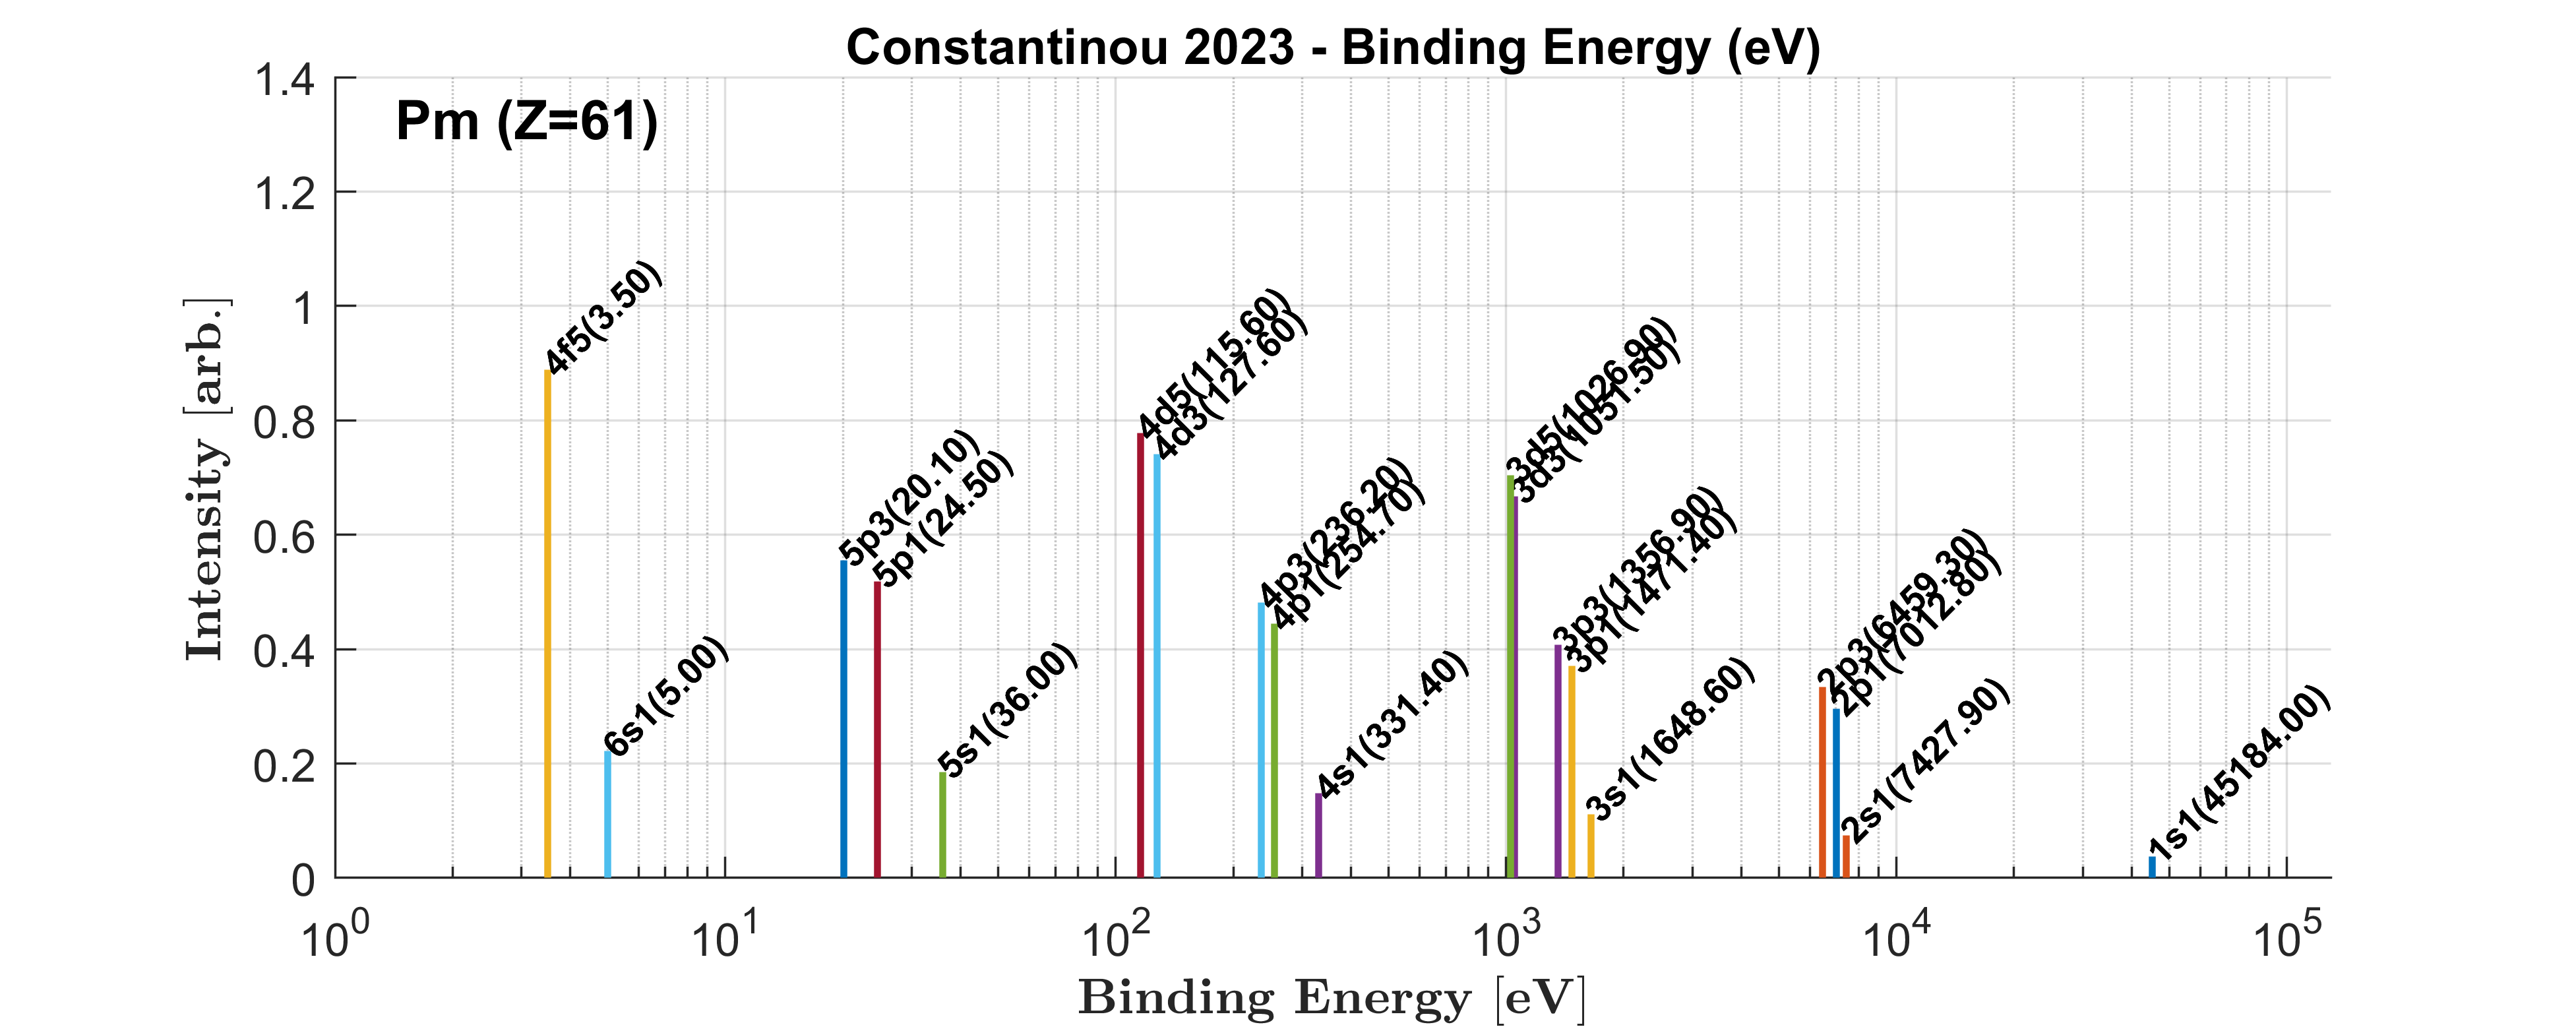 Constantinou 2023 - Binding Energy (eV)
Pm (Z=61)
Intensity [arb.]
1.4
1.2
1
0.8
0.6
0.4
0.2
0
4f5(3.50)
6s1(5.00)
5p3(20.10)
5p1(24.50)
5s1(36.00)
4d5(115.60)
4d3(127.60)
4p3(236.20)
4p1(254.70)
4s1(331.40)
3d5(1026.90)
3d3(1051.50)
3p3(1356.90)
3p1(1471.40)
3s1(1648.60)
2p3(6459.30)
2p1(7012.80)
2s1(7427.90)
1s1(45184.00)
10^0 10^1 10^2 10^3 10^4 10^5
Binding Energy [eV]